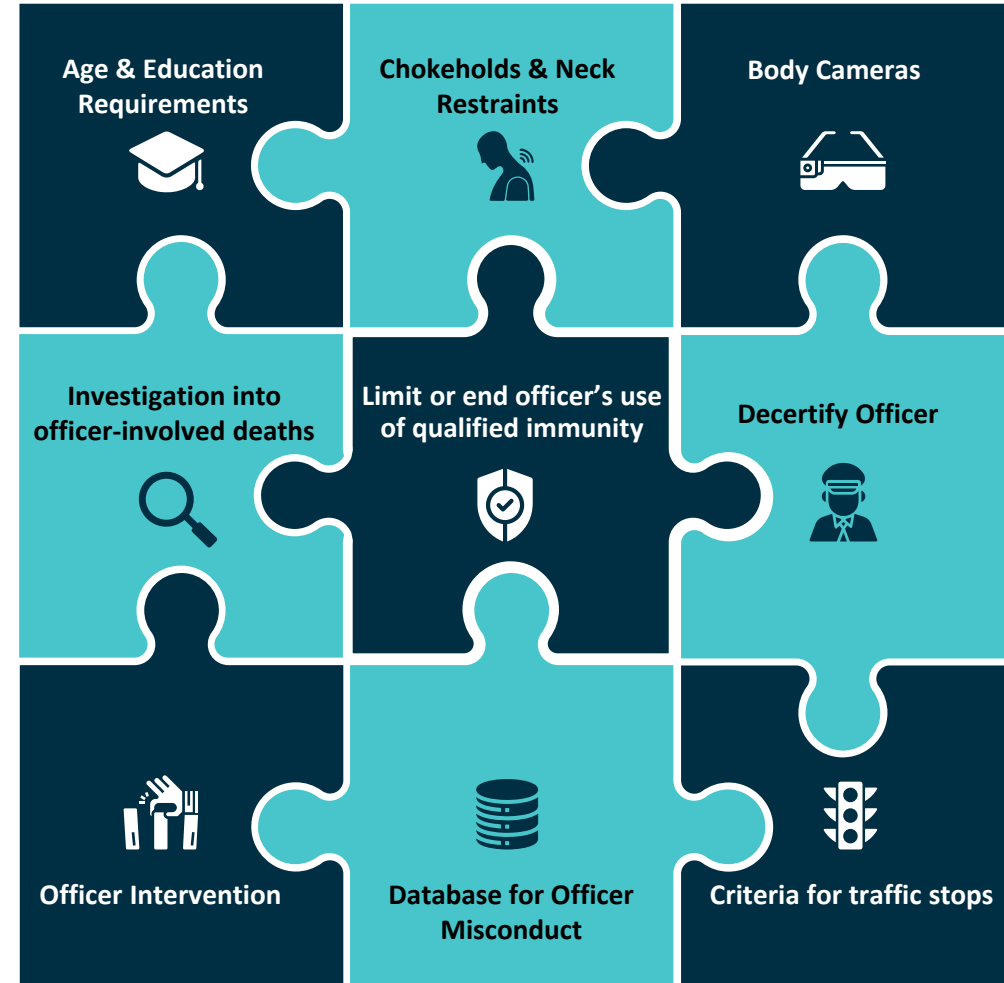 Age & Education
Requirements
Chokeholds & Neck
Restraints
Body Cameras
Investigation into
officer-involved deaths
Limit or end officer’s use
of qualified immunity
Decertify Officer
Officer Intervention
Database for Officer
Misconduct
Criteria for traffic stops